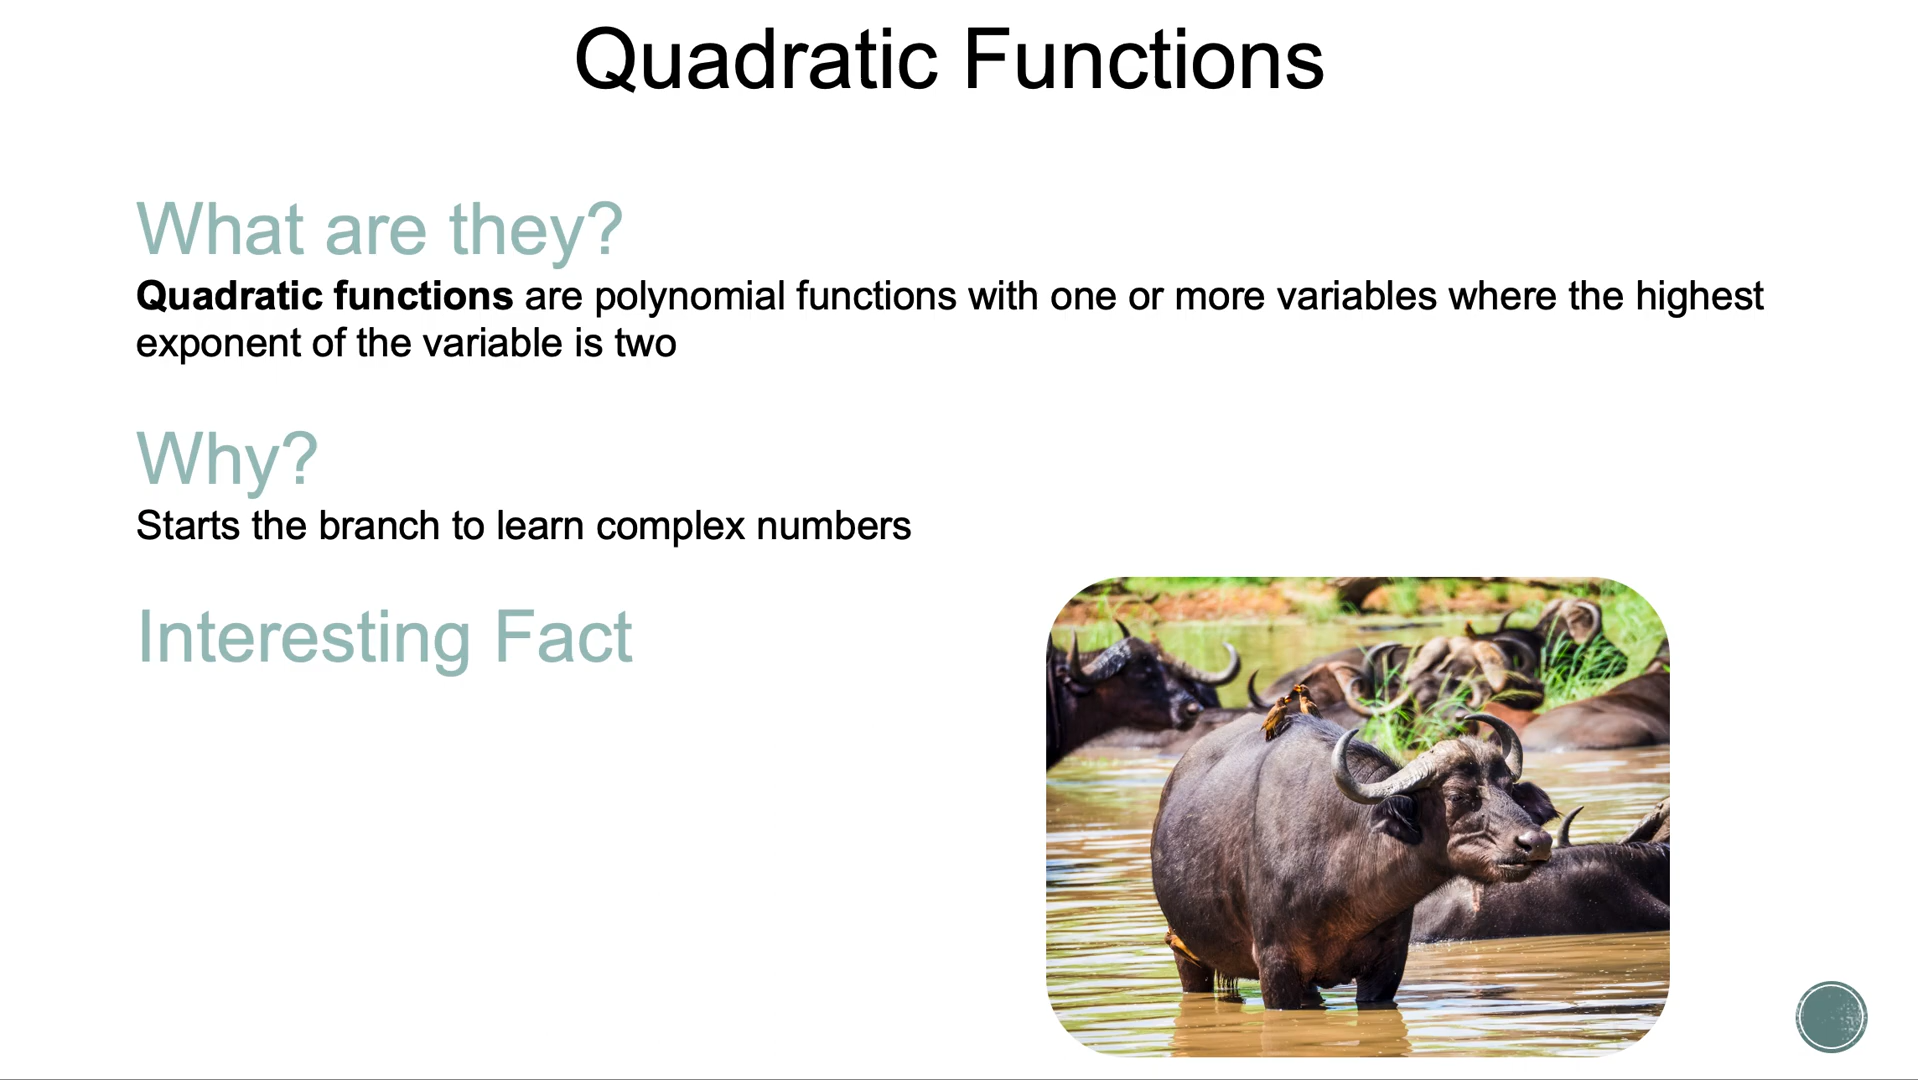 Quadratic Functions
What are they?
Quadratic functions are polynomial functions with one or more variables where the highest
exponent of the variable is two
Why?
Starts the branch to learn complex numbers
Interesting Fact